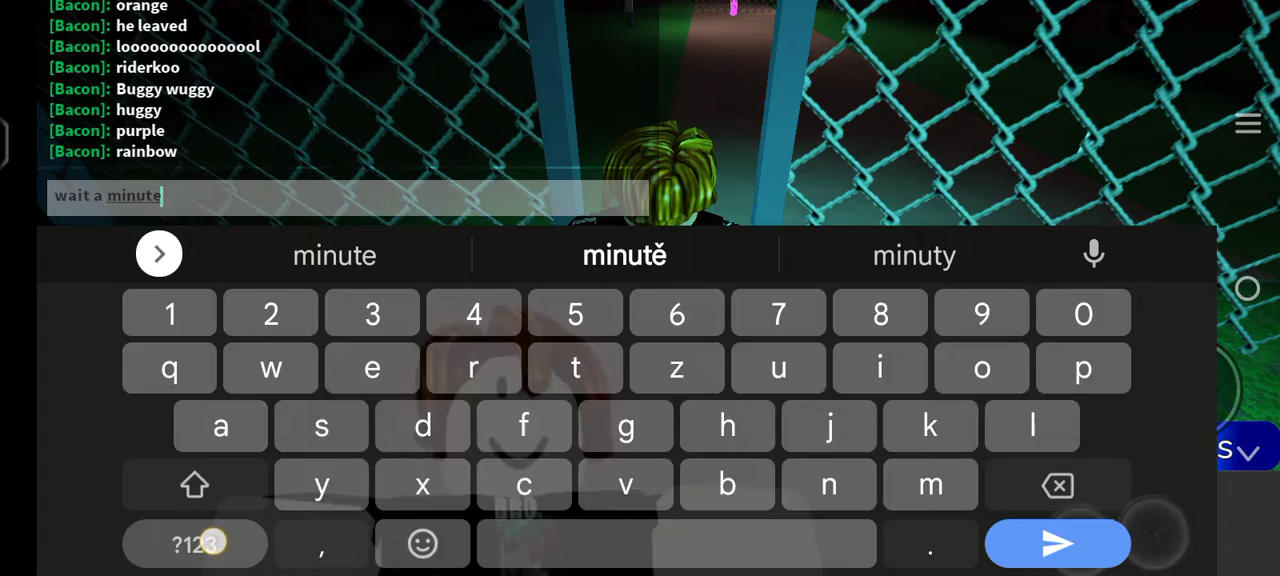 [Bacon]: orange
[Bacon]: he leaved
[Bacon]: looooooooooooool
[Bacon]: riderkoo
[Bacon]: Buggy wuggy
[Bacon]: huggy
[Bacon]: purple
[Bacon]: rainbow
wait a minute
minute minutě minuty
1 2 3 4 5 6 7 8 9 0
q w e r t z u i o p
a s d f g h j k l
S
y x c v b n m
BRO.
?123 , .